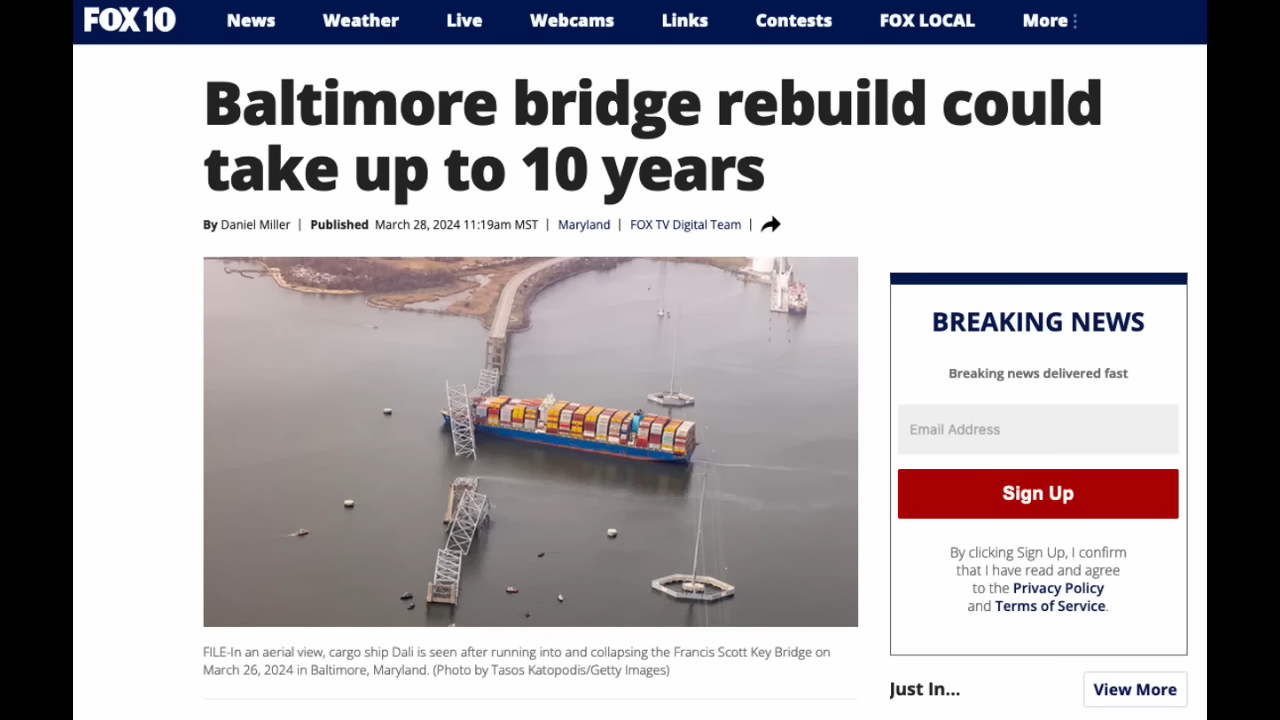 FOX 10 News Weather Live Webcams Links Contests FOX LOCAL More
Baltimore bridge rebuild could
take up to 10 years
By Daniel Miller | Published March 28, 2024 11:19am MST | Maryland | FOX TV Digital Team |
BREAKING NEWS
Breaking news delivered fast
Email Address
Sign Up
By clicking Sign Up, I confirm
that I have read and agree
to the Privacy Policy
and Terms of Service.
FILE-In an aerial view, cargo ship Dali is seen after running into and collapsing the Francis Scott Key Bridge on
March 26, 2024 in Baltimore, Maryland. (Photo by Tasos Katopodis/Getty Images)
Just In...
View More